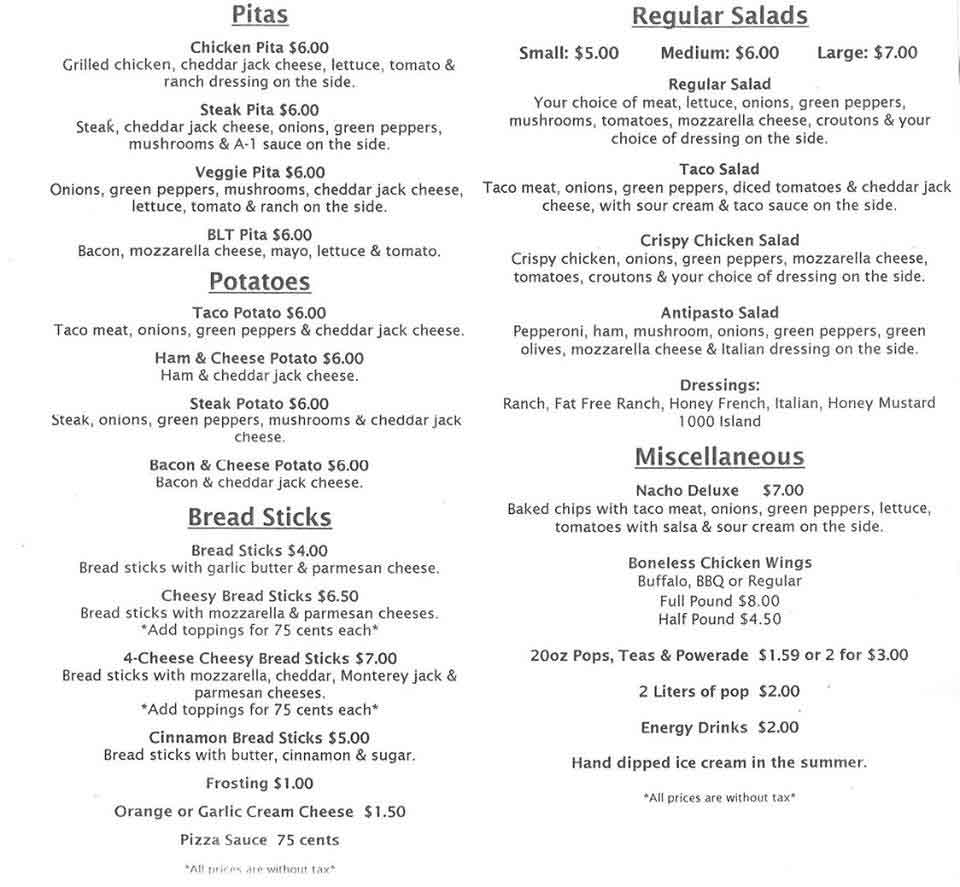 Pitas
Chicken Pita $6.00
Grilled chicken, cheddar jack cheese, lettuce, tomato &
ranch dressing on the side.
Steak Pita $6.00
Steak, cheddar jack cheese, onions, green peppers,
mushrooms & A-1 sauce on the side.
Veggie Pita $6.00
Onions, green peppers, mushrooms, cheddar jack cheese,
lettuce, tomato & ranch on the side.
BLT Pita $6.00
Bacon, mozzarella cheese, mayo, lettuce & tomato.
Potatoes
Taco Potato $6.00
Taco meat, onions, green peppers & cheddar jack cheese.
Ham & Cheese Potato $6.00
Ham & cheddar jack cheese.
Steak Potato $6.00
Steak, onions, green peppers, mushrooms & cheddar jack
cheese.
Bacon & Cheese Potato $6.00
Bacon & cheddar jack cheese.
Bread Sticks
Bread Sticks $4.00
Bread sticks with garlic butter & parmesan cheese.
Cheesy Bread Sticks $6.50
Bread sticks with mozzarella & parmesan cheeses.
*Add toppings for 75 cents each*
4-Cheese Cheesy Bread Sticks $7.00
Bread sticks with mozzarella, cheddar, Monterey jack &
parmesan cheeses.
*Add toppings for 75 cents each*
Cinnamon Bread Sticks $5.00
Bread sticks with butter, cinnamon & sugar.
Frosting $1.00
Orange or Garlic Cream Cheese $1.50
Pizza Sauce 75 cents
*All prices are without tax*
Regular Salads
Small: $5.00 Medium: $6.00 Large: $7.00
Regular Salad
Your choice of meat, lettuce, onions, green peppers,
mushrooms, tomatoes, mozzarella cheese, croutons & your
choice of dressing on the side.
Taco Salad
Taco meat, onions, green peppers, diced tomatoes & cheddar jack
cheese, with sour cream & taco sauce on the side.
Crispy Chicken Salad
Crispy chicken, onions, green peppers, mozzarella cheese,
tomatoes, croutons & your choice of dressing on the side.
Antipasto Salad
Pepperoni, ham, mushroom, onions, green peppers, green
olives, mozzarella cheese & Italian dressing on the side.
Dressings:
Ranch, Fat Free Ranch, Honey French, Italian, Honey Mustard
1000 Island
Miscellaneous
Nacho Deluxe $7.00
Baked chips with taco meat, onions, green peppers, lettuce,
tomatoes with salsa & sour cream on the side.
Boneless Chicken Wings
Buffalo, BBQ or Regular
Full Pound $8.00
Half Pound $4.50
20oz Pops, Teas & Powerade $1.59 or 2 for $3.00
2 Liters of pop $2.00
Energy Drinks $2.00
Hand dipped ice cream in the summer.
*All prices are without tax*